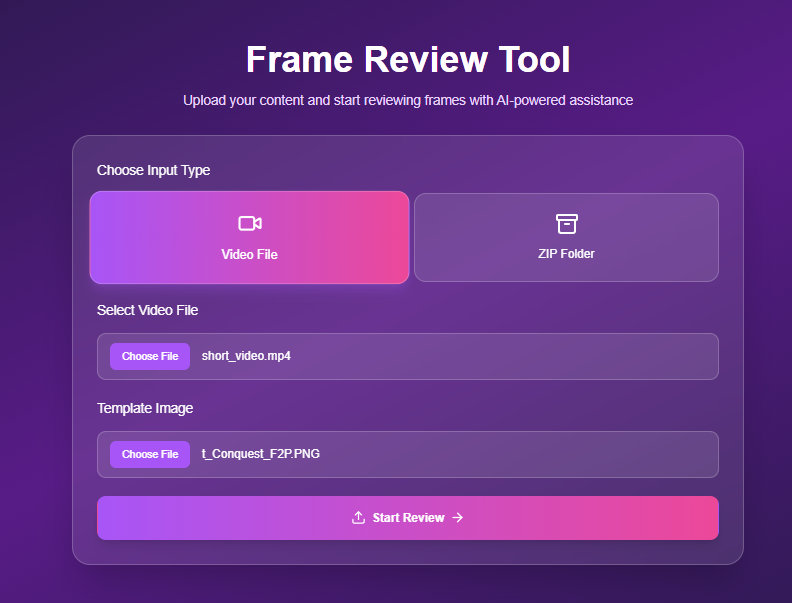 Frame Review Tool
Upload your content and start reviewing frames with AI-powered assistance
Choose Input Type
Video File
ZIP Folder
Select Video File
Choose File short_video.mp4
Template Image
Choose File t_Conquest_F2P.PNG
Start Review